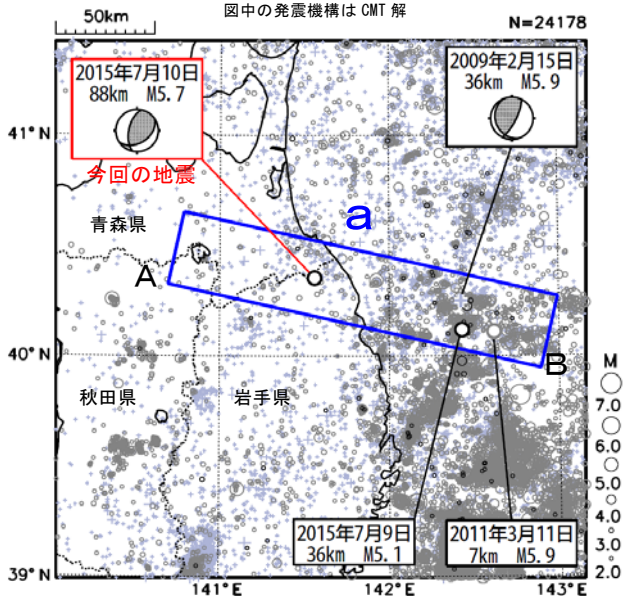 図中の発震機構は CMT 解
50km
N=24178
2015年7月10日
88km M5.7
2009年2月15日
36km M5.9
41°N
今回の地震
青森県
a
A
40°N
B
秋田県
岩手県
M
7.0
6.0
5.0
4.0
3.0
2.0
2015年7月9日
36km M5.1
2011年3月11日
7km M5.9
39°N
141°E
142°E
143°E